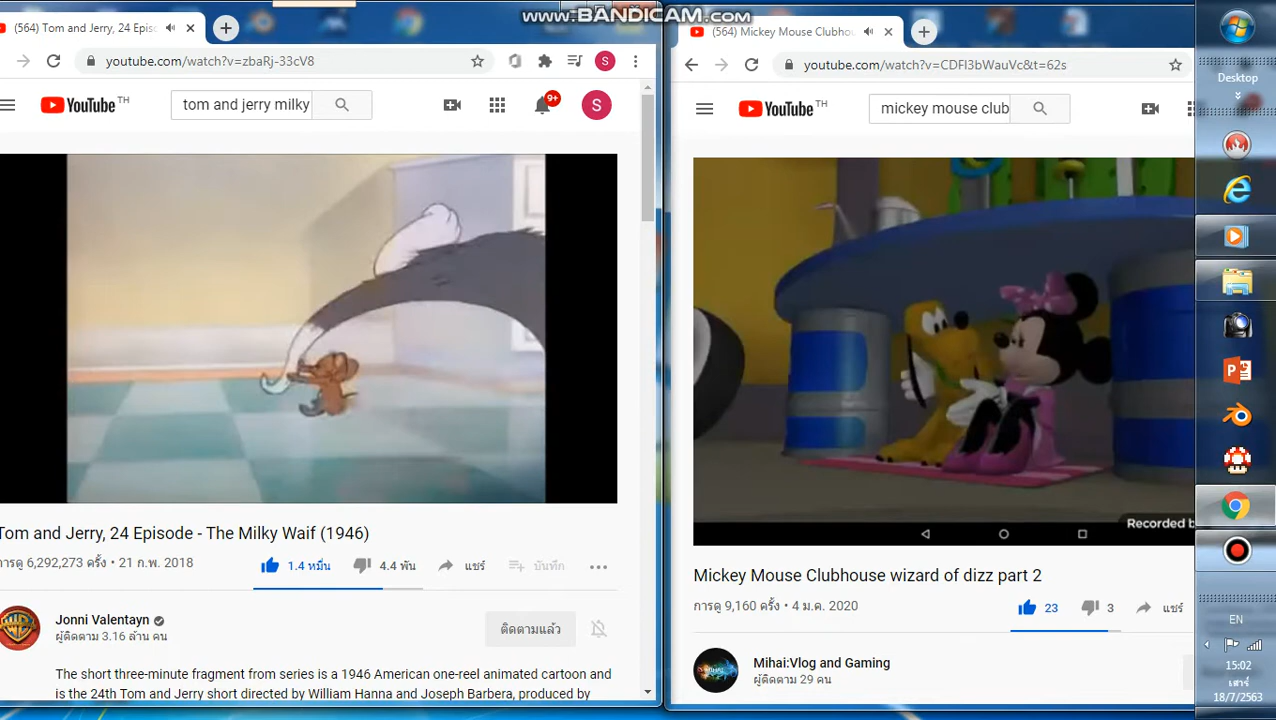 www.BANDICAM.com
(564) Tom and Jerry, 24 Episo
youtube.com/watch?v=zbaRj-33cV8
S
YouTube TH
tom and jerry milky
9+
S
Tom and Jerry, 24 Episode - The Milky Waif (1946)
การดู 6,292,273 ครั้ง • 21 ก.พ. 2018
1.4 หมื่น
4.4 พัน
แชร์
บันทึก
Jonni Valentayn
ผู้ติดตาม 3.16 ล้าน คน
ติดตามแล้ว
The short three-minute fragment from series is a 1946 American one-reel animated cartoon and
is the 24th Tom and Jerry short directed by William Hanna and Joseph Barbera, produced by
(564) Mickey Mouse Clubhou
youtube.com/watch?v=CDFI3bWauVc&t=62s
YouTube TH
mickey mouse club
Recorded b
Mickey Mouse Clubhouse wizard of dizz part 2
การดู 9,160 ครั้ง • 4 ม.ค. 2020
23
3
แชร์
Mihai:Vlog and Gaming
ผู้ติดตาม 29 คน
Desktop
EN
15:02
เสาร์
18/7/2563